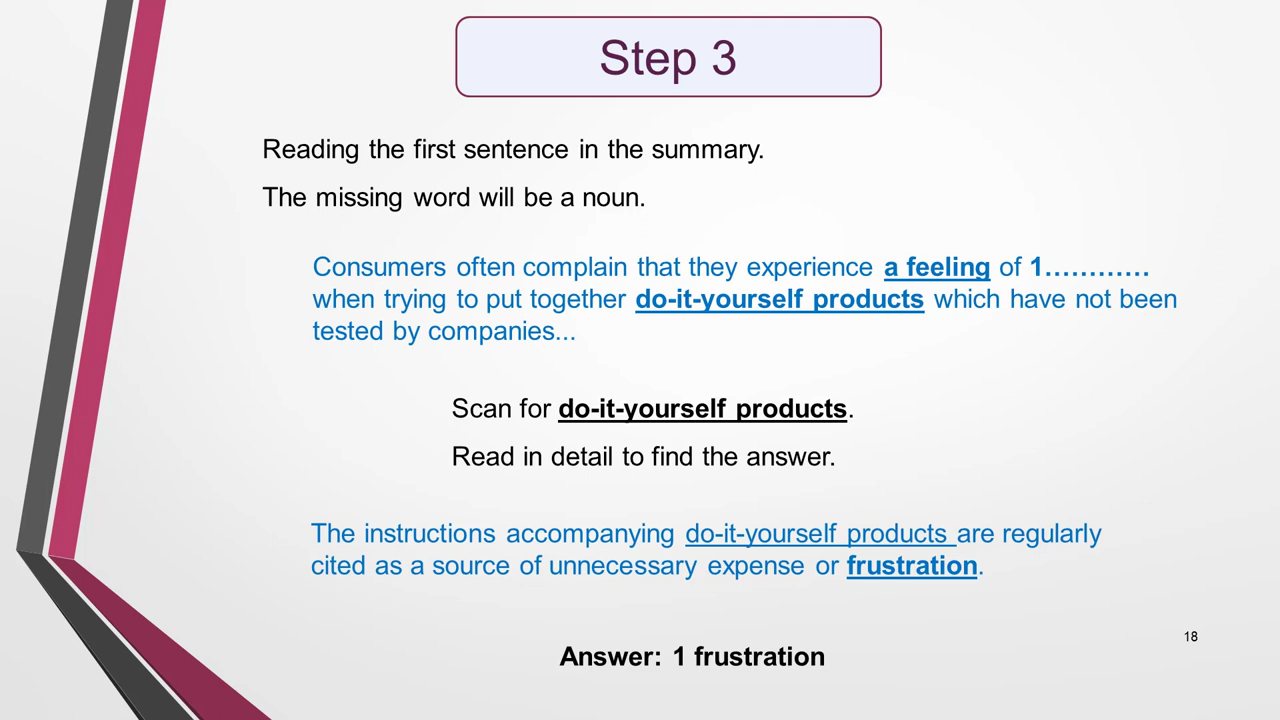 Step 3
Reading the first sentence in the summary.
The missing word will be a noun.
Consumers often complain that they experience a feeling of 1…………
when trying to put together do-it-yourself products which have not been
tested by companies...
Scan for do-it-yourself products.
Read in detail to find the answer.
The instructions accompanying do-it-yourself products are regularly
cited as a source of unnecessary expense or frustration.
18
Answer: 1 frustration